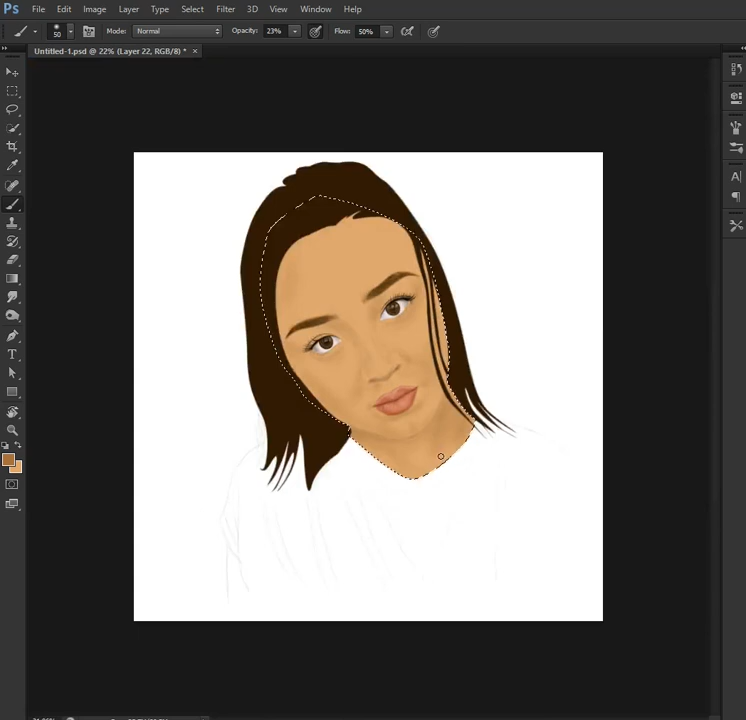 Ps File Edit Image Layer Type Select Filter 3D View Window Help
50 Mode: Normal Opacity: 23% Flow: 50%
Untitled-1.psd @ 22% (Layer 22, RGB/8) * ×
A
T